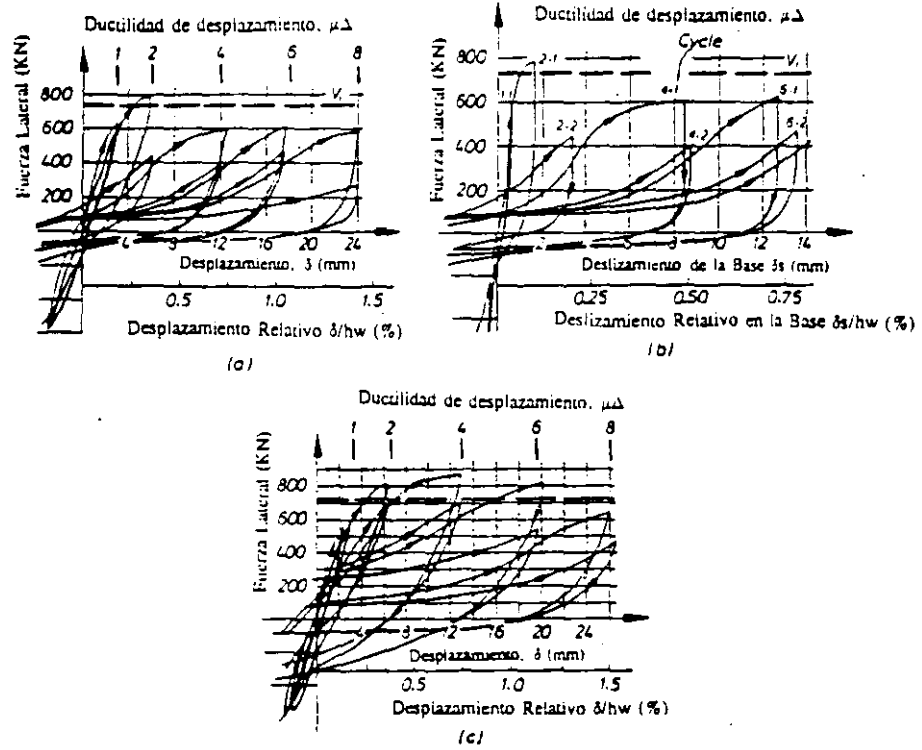 Ductilidad de desplazamiento, μΔ
1 2 4 6 8
Fuerza Lateral (KN)
800
600
400
200
4 8 12 16 20 24
Desplazamiento, δ (mm)
0.5 1.0 1.5
Desplazamiento Relativo δ/hw (%)
(a)
Ductilidad de desplazamiento, μΔ
Cycle
Fuerza Lateral (KN)
800
600
400
200
2-1
2-2
4-1
4-2
6-2
2 8 10 12 14
Deslizamiento de la Base δs (mm)
0.25 0.50 0.75
Deslizamiento Relativo en la Base δs/hw (%)
(b)
Ductilidad de desplazamiento, μΔ
1 2 4 6 8
Fuerza Lateral (KN)
800
600
400
200
4 8 12 16 20 24
Desplazamiento, δ (mm)
0.5 1.0 1.5
Desplazamiento Relativo δ/hw (%)
(c)